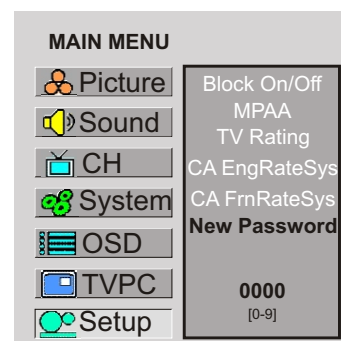 MAIN MENU
Picture
Sound
CH
System
OSD
TVPC
Setup
Block On/Off
MPAA
TV Rating
CA EngRateSys
CA FrnRateSys
New Password
0000
[0-9]